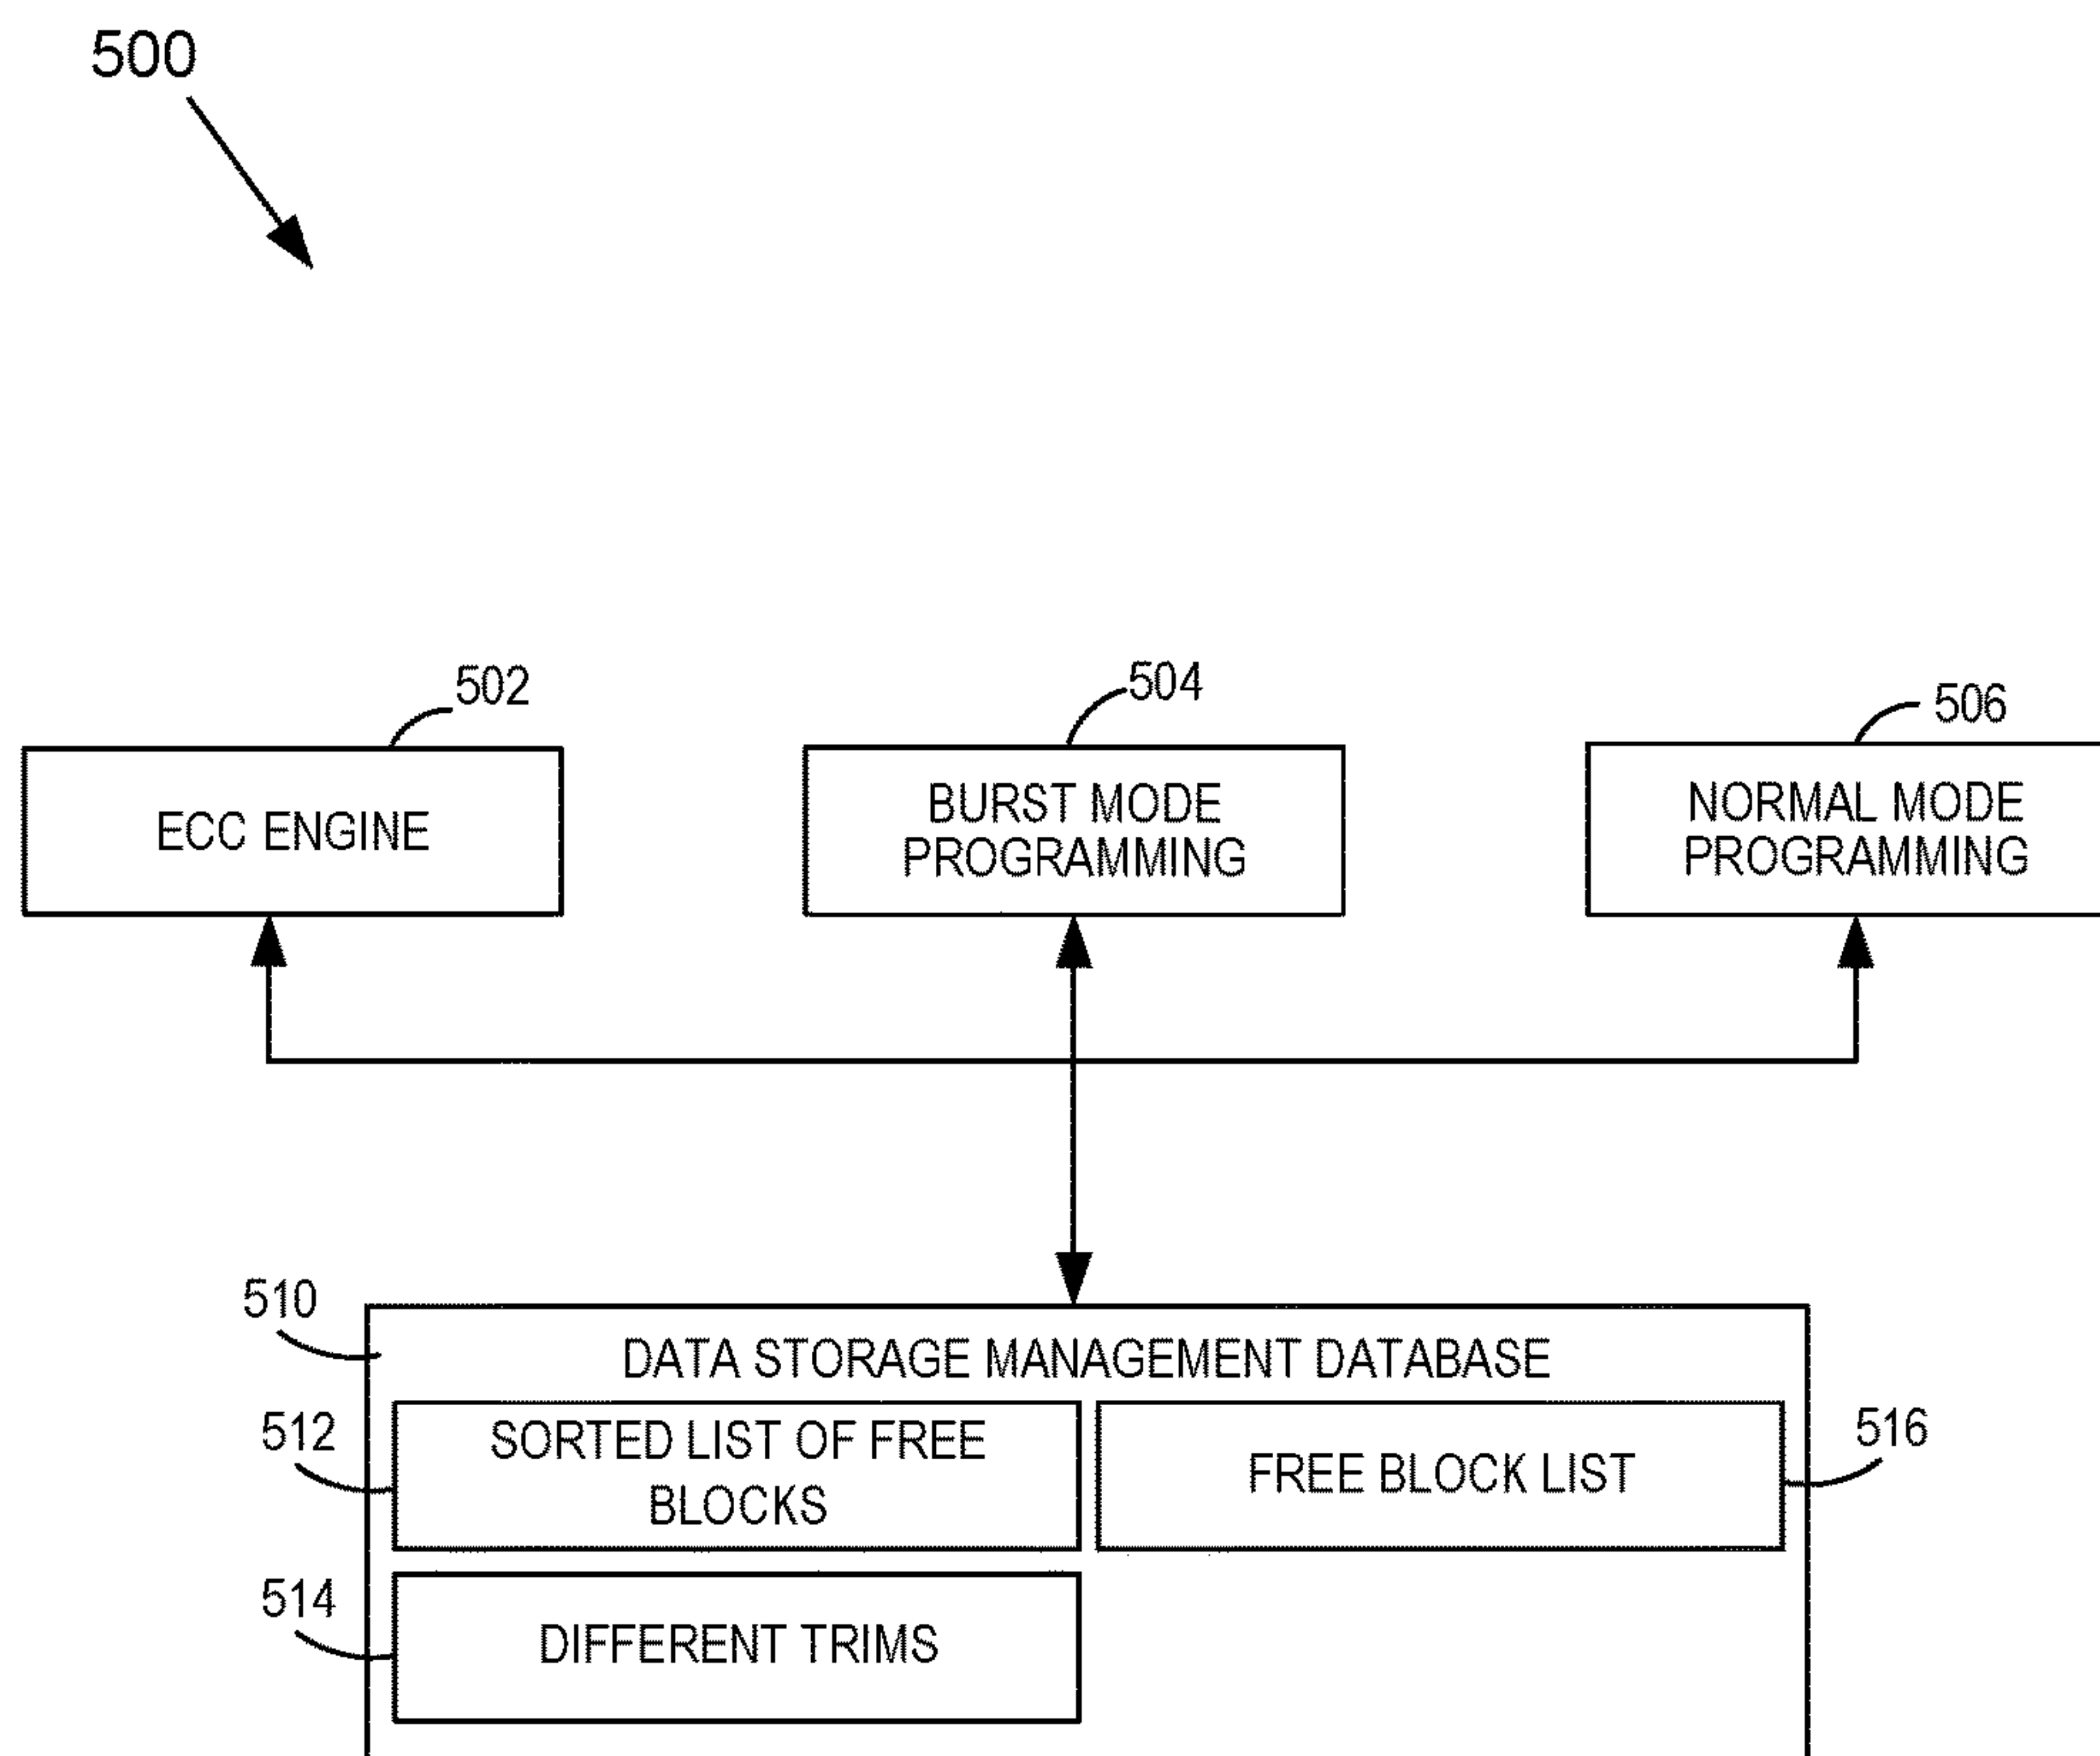 500
502
504
506
ECC ENGINE
BURST MODE
PROGRAMMING
NORMAL MODE
PROGRAMMING
510
DATA STORAGE MANAGEMENT DATABASE
512
SORTED LIST OF FREE
BLOCKS
FREE BLOCK LIST
516
514
DIFFERENT TRIMS